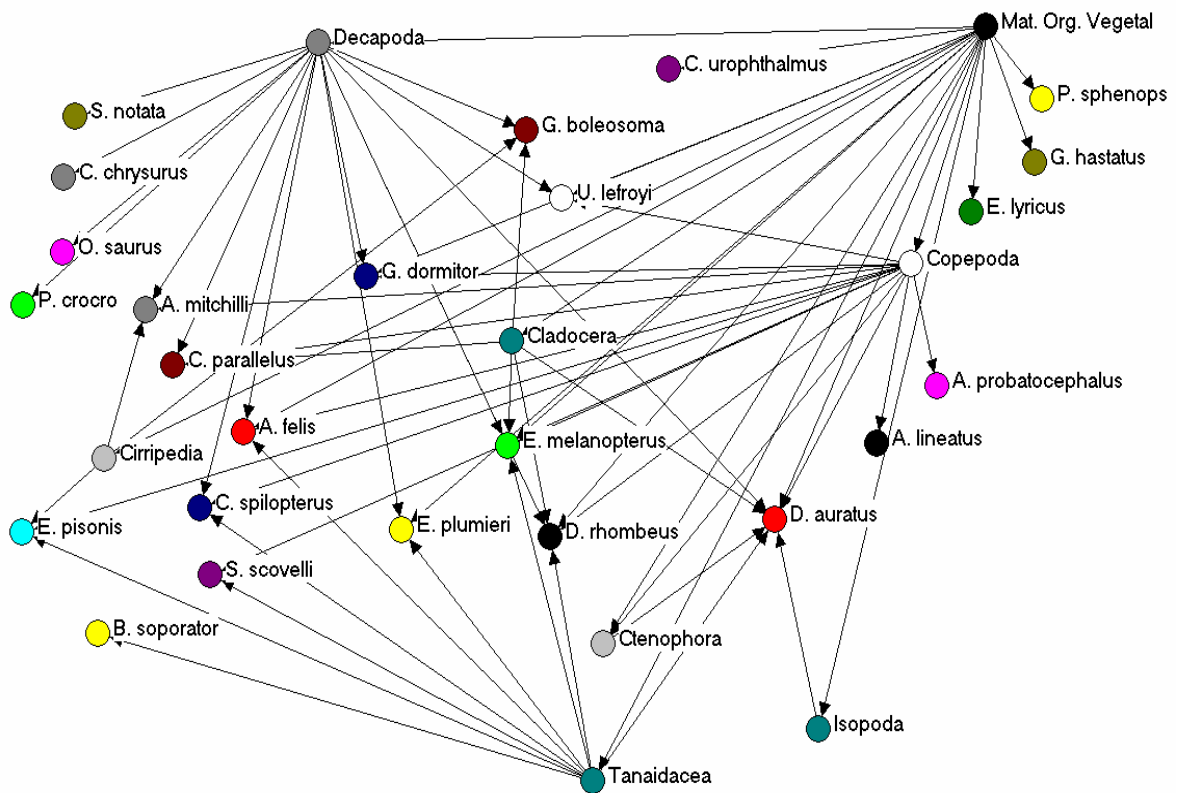 Mat. Org. Vegetal
Decapoda
C. urophthalmus
P. sphenops
S. notata
G. boleosoma
G. hastatus
C. chrysurus
U. lefroyi
E. lyricus
O. saurus
Copepoda
G. dormitor
P. crocro
A. mitchilli
Cladocera
C. parallelus
A. probatocephalus
A. felis
E. melanopterus
A. lineatus
Cirripedia
C. spilopterus
D. auratus
E. pisonis
E. plumieri
D. rhombeus
S. scovelli
B. soporator
Ctenophora
Isopoda
Tanaidacea